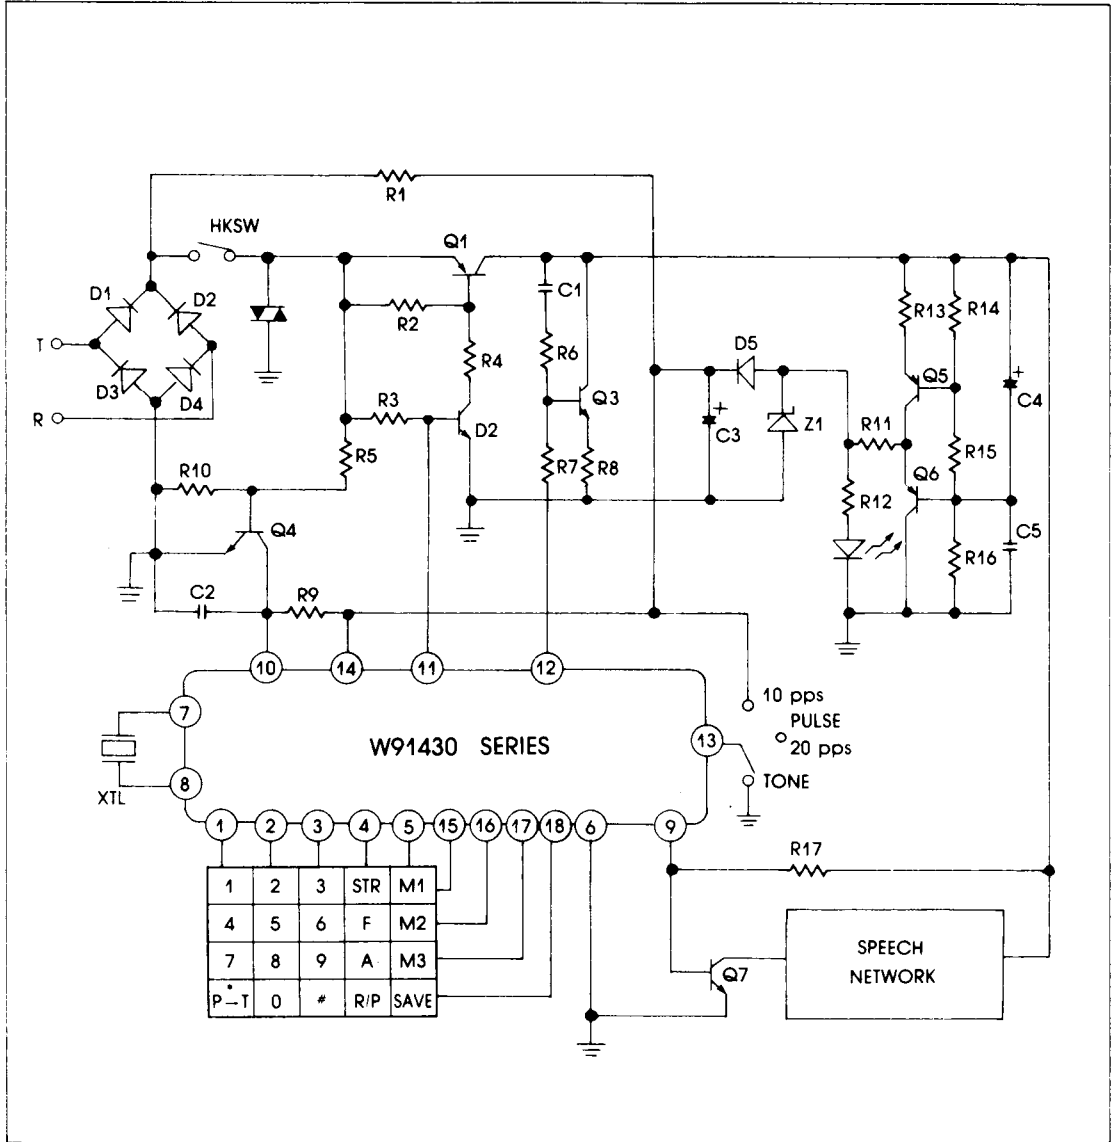 R1
HKSW
Q1
D1
D2
C1
R13
R14
R2
T
R6
D5
R4
Q5
D3
Q3
C4
R
D4
R3
D2
C3
Z1
R11
R5
R7
R8
R15
R10
R12
Q6
Q4
C5
R16
C2
R9
10
14
11
12
10 pps
7
PULSE
W91430 SERIES
13
20 pps
8
TONE
XTL
1 2 3 4 5 15 16 17 18 6 9
R17
1 2 3 STR M1
4 5 6 F M2
7 8 9 A M3
P→T 0 # R/P SAVE
SPEECH
NETWORK
Q7